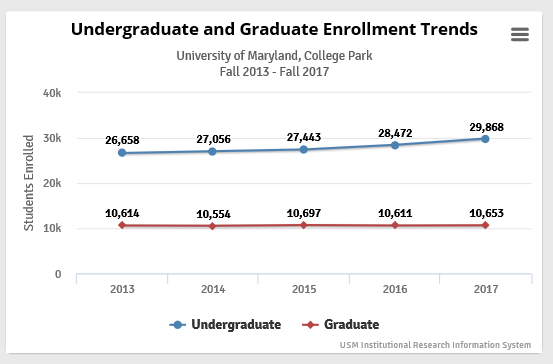 Undergraduate and Graduate Enrollment Trends
University of Maryland, College Park
Fall 2013 - Fall 2017
Students Enrolled
40k
30k
20k
10k
0
26,658 27,056 27,443 28,472 29,868
10,614 10,554 10,697 10,611 10,653
2013 2014 2015 2016 2017
Undergraduate Graduate
USM Institutional Research Information System